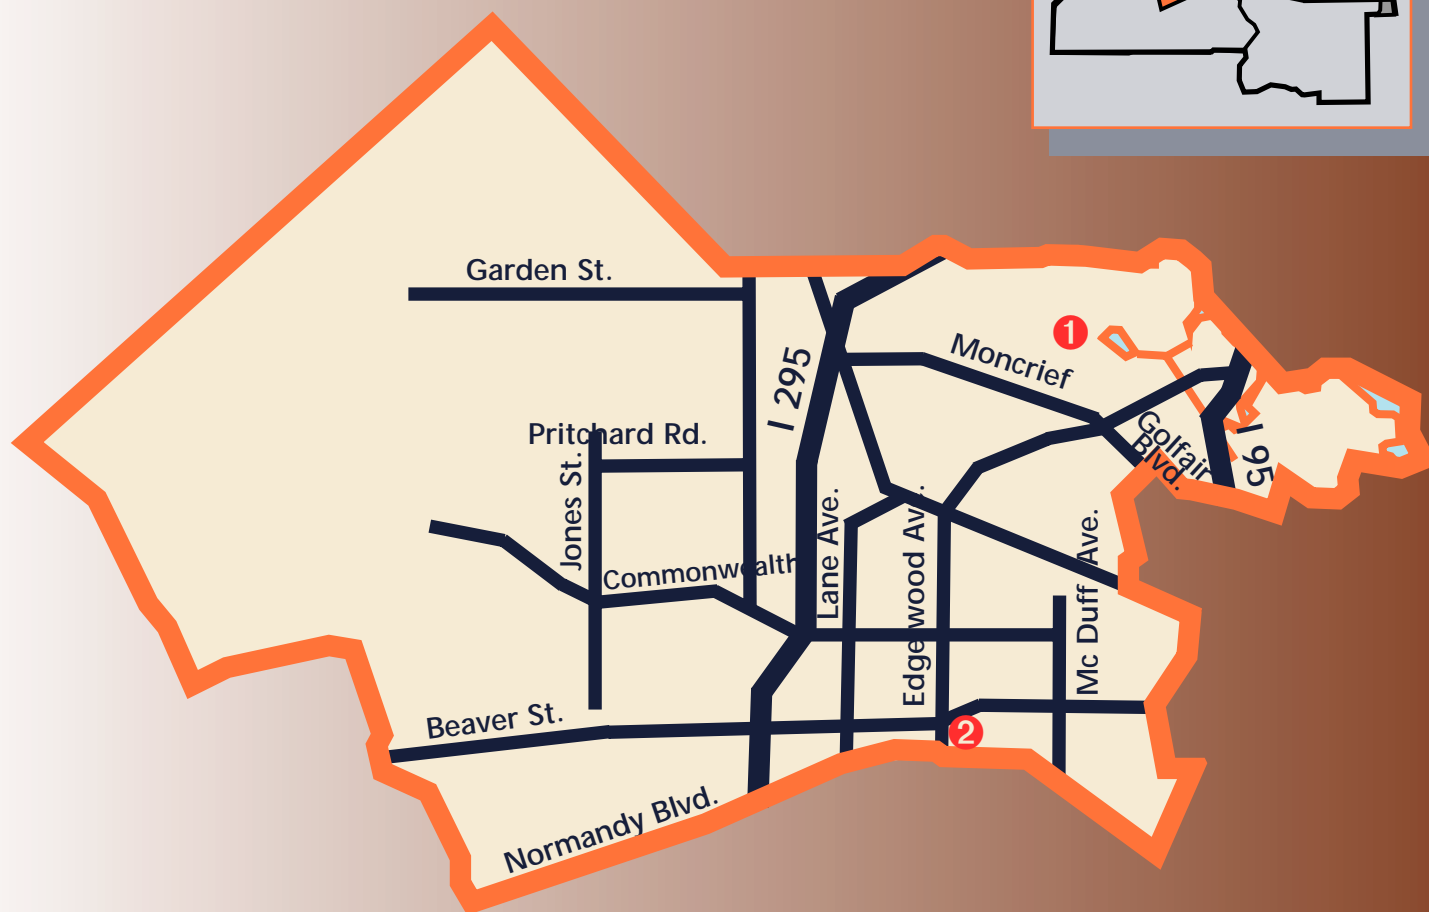 Garden St.
1
Moncrief
I 295
Pritchard Rd.
Golfair
Blvd.
I 95
Jones St.
Lane Ave.
Edgewood Ave.
Commonwealth
Mc Duff Ave.
Beaver St.
2
Normandy Blvd.